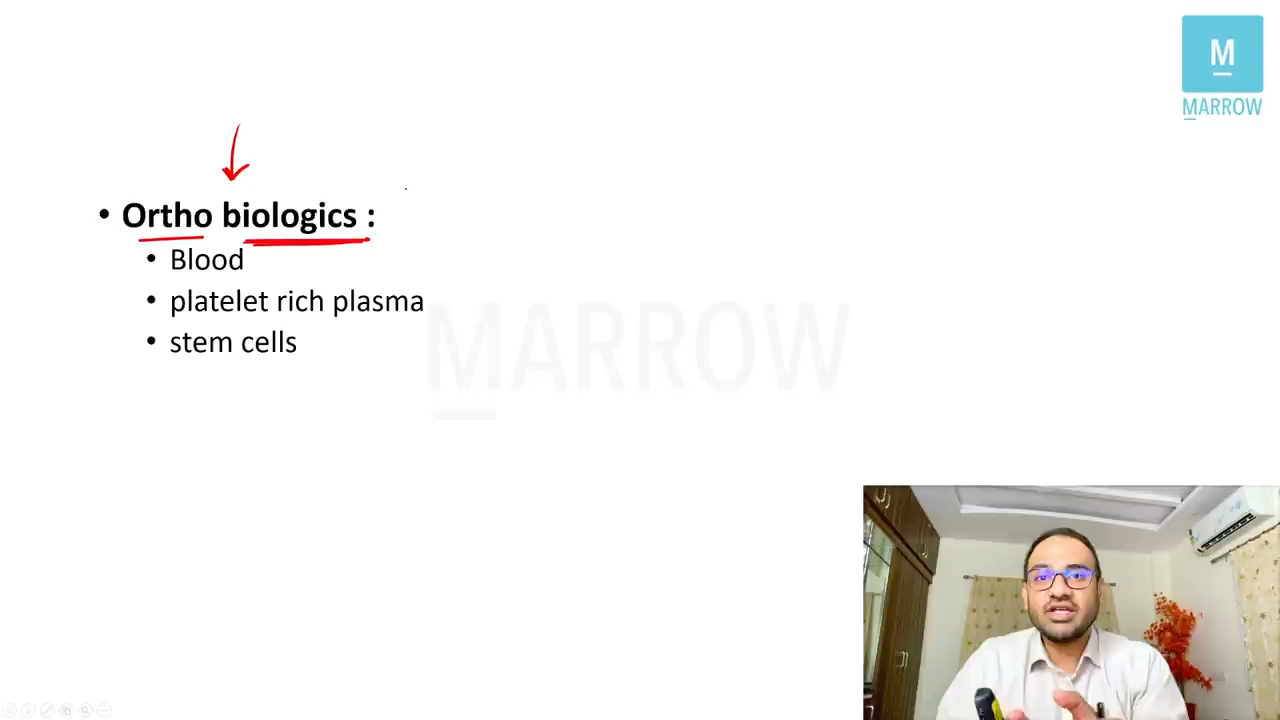 M
MARROW
• Ortho biologics :
• Blood
• platelet rich plasma
• stem cells
MARROW